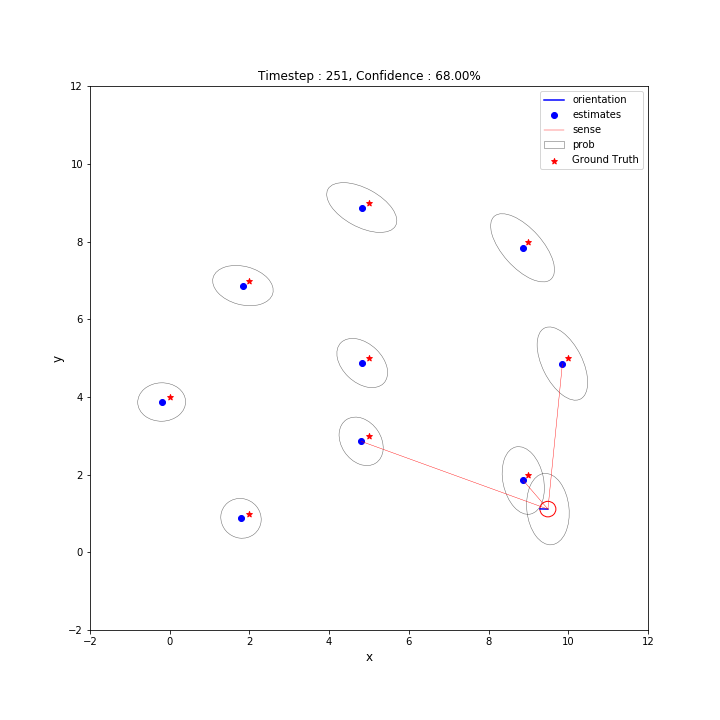 Timestep : 251, Confidence : 68.00%
orientation
estimates
sense
prob
Ground Truth
12
10
8
6
4
2
0
−2
y
−2 0 2 4 6 8 10 12
x